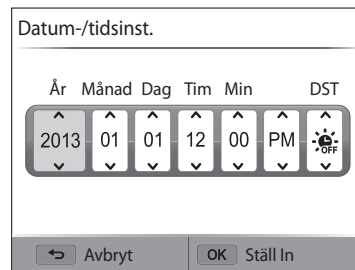 Datum-/tidsinst.
År Månad Dag Tim Min DST
2013 01 01 12 00 PM OFF
Avbryt OK Ställ In